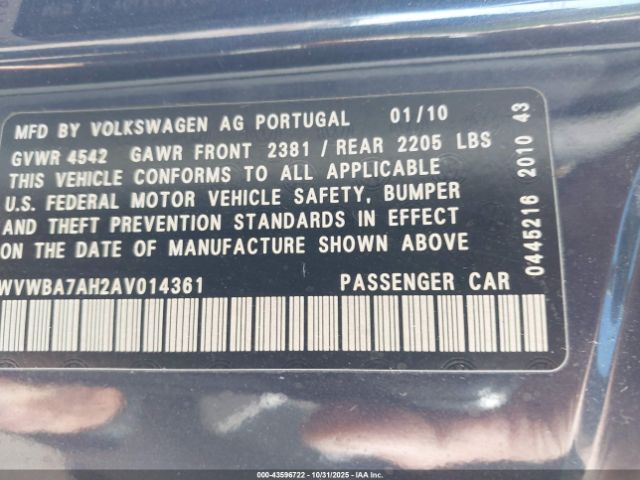 MFD BY VOLKSWAGEN AG PORTUGAL 01/10
GVWR 4542 GAWR FRONT 2381 / REAR 2205 LBS
THIS VEHICLE CONFORMS TO ALL APPLICABLE
U.S. FEDERAL MOTOR VEHICLE SAFETY, BUMPER
AND THEFT PREVENTION STANDARDS IN EFFECT
ON THE DATE OF MANUFACTURE SHOWN ABOVE
WVWBA7AH2AV014361 PASSENGER CAR
0445216 2010 43
000-43596722 - 10/31/2025 - IAAI.COM